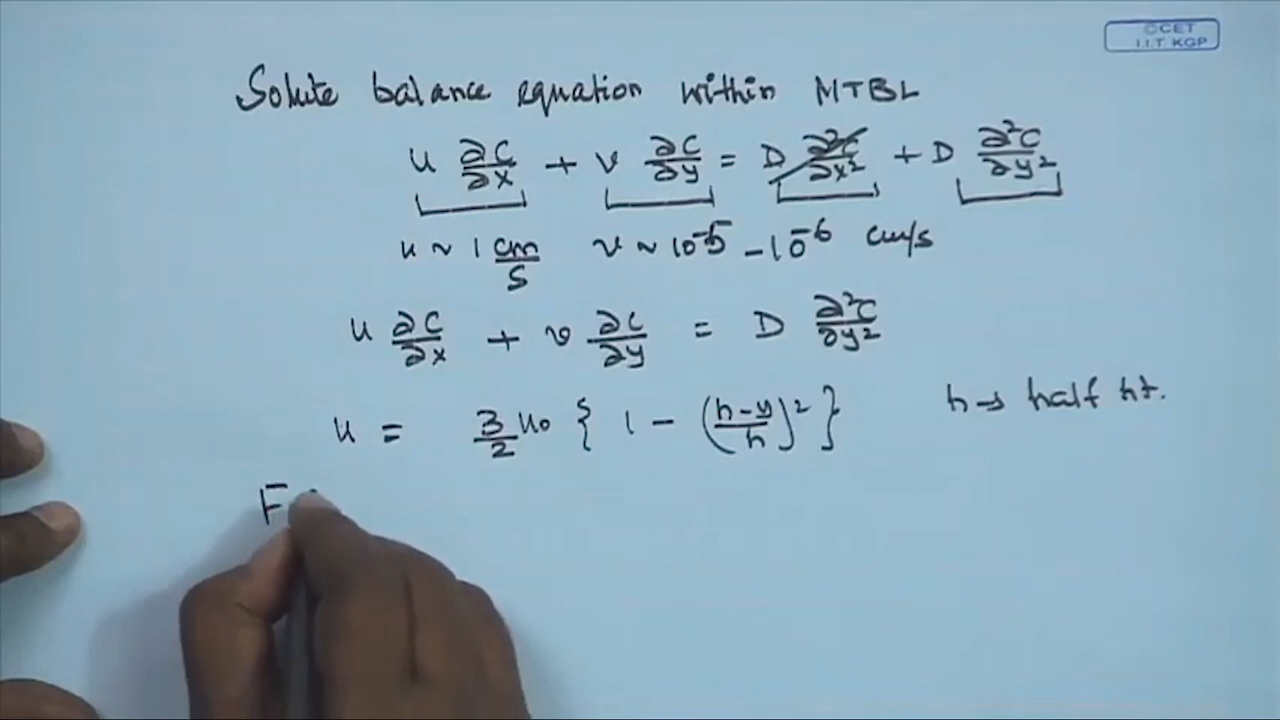 ©CET
I.I.T. KGP
Solute balance equation within MTBL
u ∂C/∂x + v ∂C/∂y = D ∂²C/∂x² + D ∂²C/∂y²
u ~ 1 cm/s v ~ 10⁻⁵ - 10⁻⁶ cm/s
u ∂C/∂x + v ∂C/∂y = D ∂²C/∂y²
u = 3/2 u₀ { 1 - (h-y/h)² } h → half ht.
F